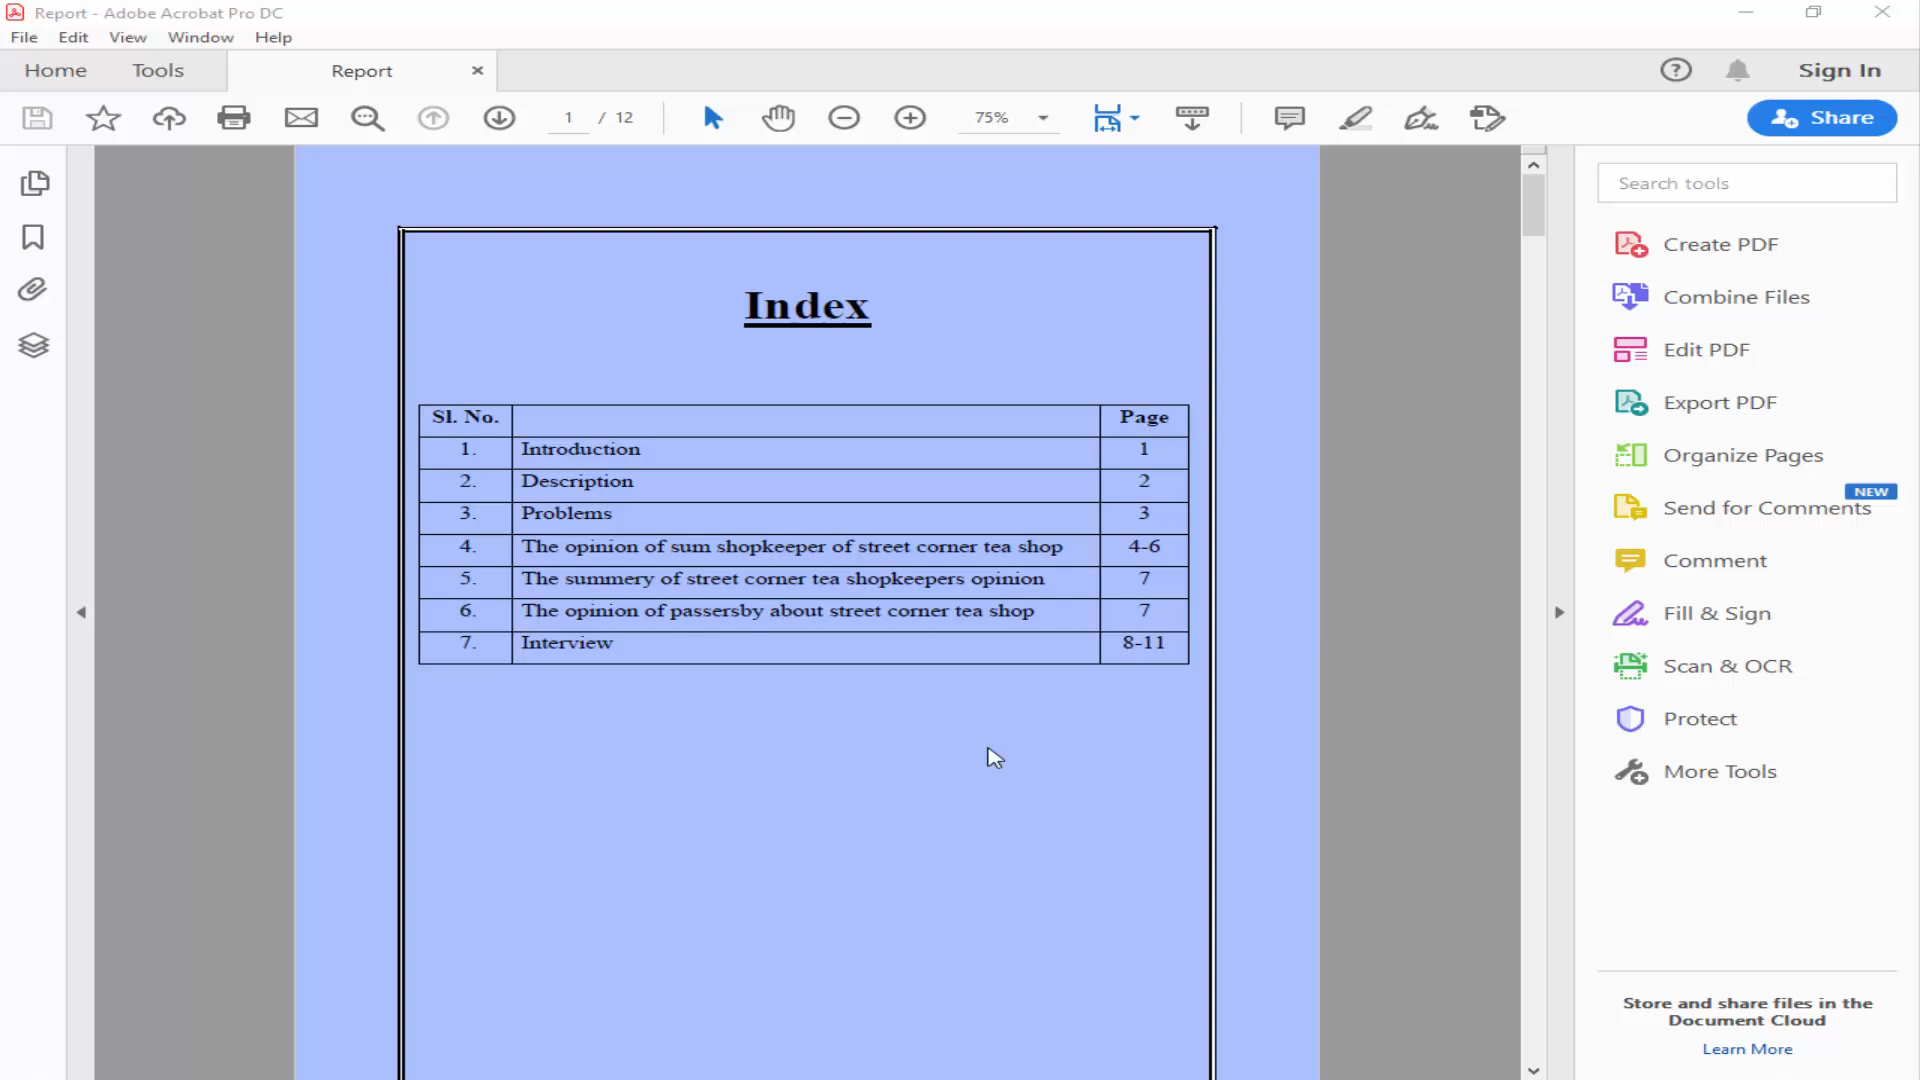 Report - Adobe Acrobat Pro DC
File Edit View Window Help
Home Tools Report Sign In
1 / 12 75% Share
Search tools
Create PDF
Combine Files
Edit PDF
Export PDF
Organize Pages
NEW
Send for Comments
Comment
Fill & Sign
Scan & OCR
Protect
More Tools
Store and share files in the
Document Cloud
Learn More
Index
Sl. No. Page
1. Introduction 1
2. Description 2
3. Problems 3
4. The opinion of sum shopkeeper of street corner tea shop 4-6
5. The summery of street corner tea shopkeepers opinion 7
6. The opinion of passersby about street corner tea shop 7
7. Interview 8-11